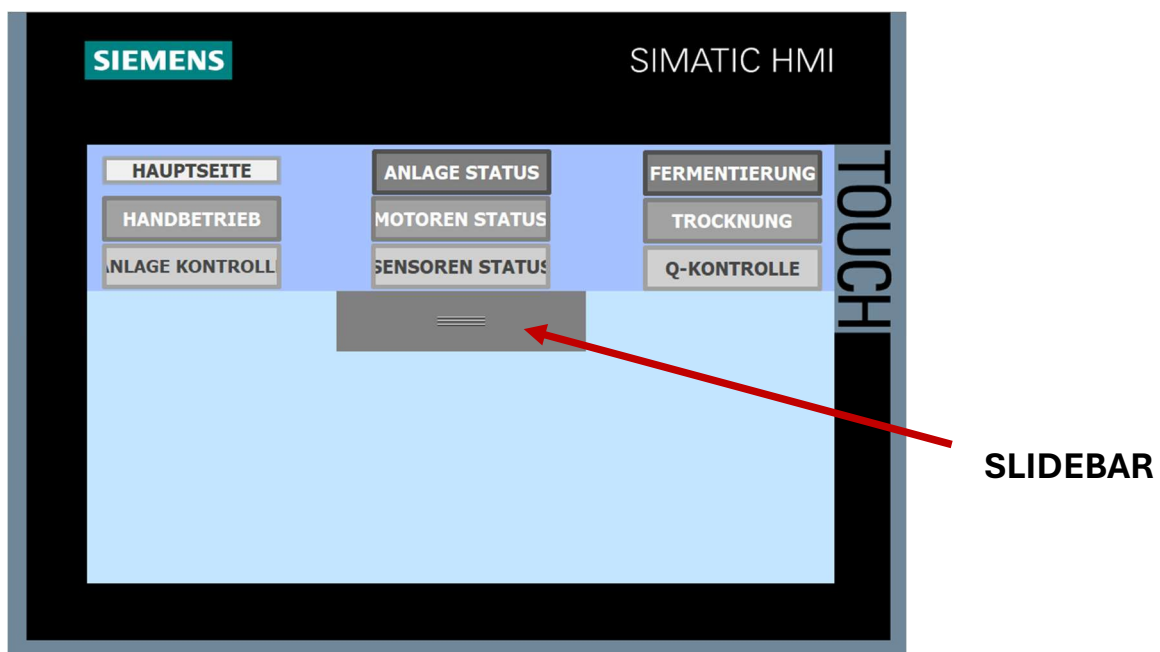 SIEMENS
SIMATIC HMI
TOUCH
HAUPTSEITE
ANLAGE STATUS
FERMENTIERUNG
HANDBETRIEB
MOTOREN STATUS
TROCKNUNG
NLAGE KONTROLL
SENSOREN STATUS
Q-KONTROLLE
SLIDEBAR